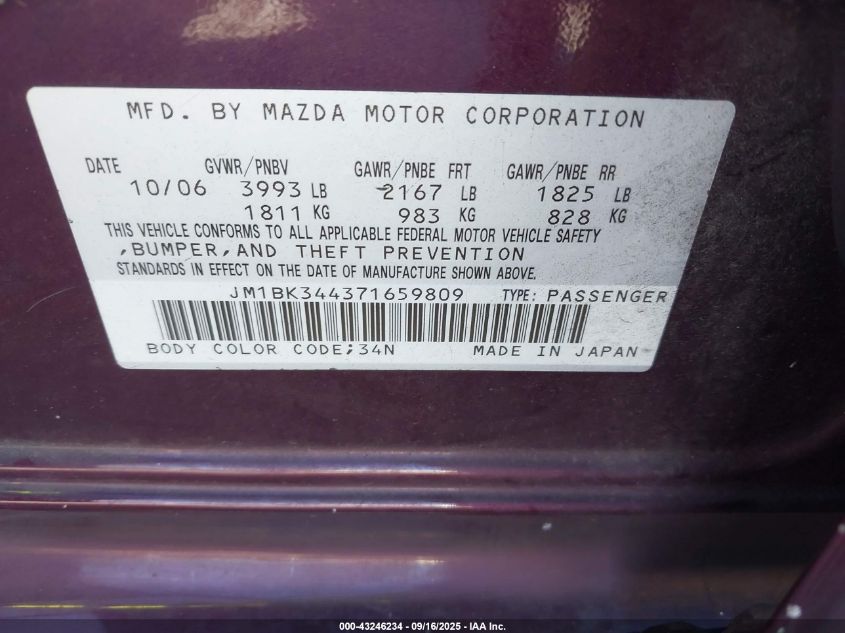 MFD. BY MAZDA MOTOR CORPORATION
DATE GVWR/PNBV GAWR/PNBE FRT GAWR/PNBE RR
10/06 3993 LB 2167 LB 1825 LB
1811 KG 983 KG 828 KG
THIS VEHICLE CONFORMS TO ALL APPLICABLE FEDERAL MOTOR VEHICLE SAFETY
,BUMPER,AND THEFT PREVENTION
STANDARDS IN EFFECT ON THE DATE OF MANUFACTURE SHOWN ABOVE.
JM1BK344371659809 TYPE: PASSENGER
BODY COLOR CODE;34N MADE IN JAPAN
000-43246234 - 09/16/2025 - IAA Inc.